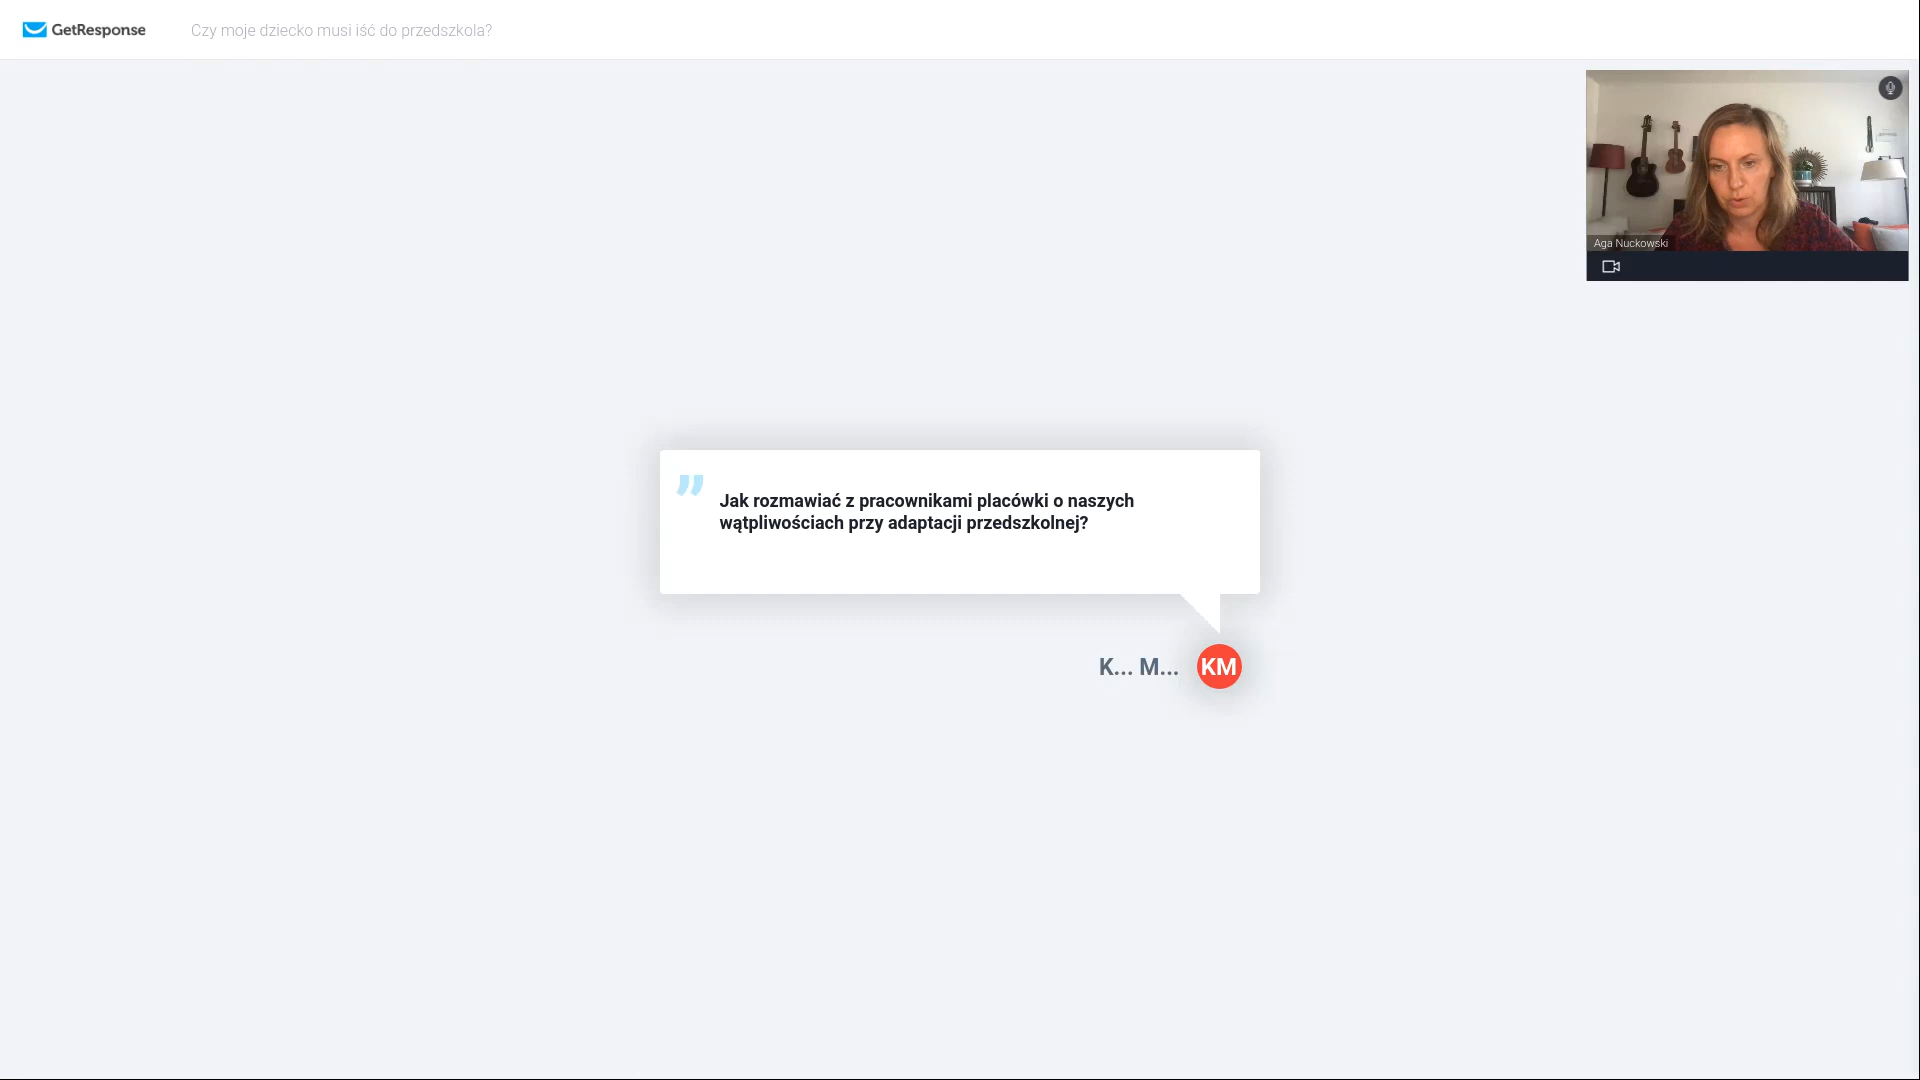 GetResponse
Czy moje dziecko musi iść do przedszkola?
Aga Nuckowski
Jak rozmawiać z pracownikami placówki o naszych
wątpliwościach przy adaptacji przedszkolnej?
K... M...
KM